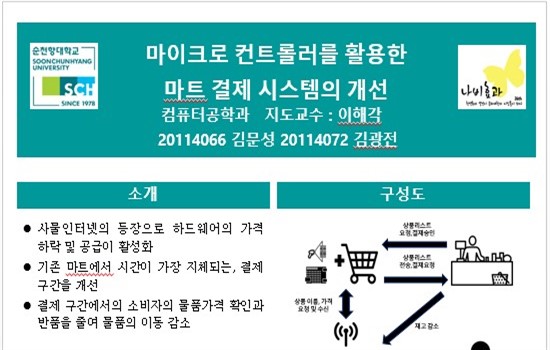 순천향대학교
SOONCHUNHYANG
UNIVERSITY
SCH
SINCE 1978
마이크로 컨트롤러를 활용한
마트 결제 시스템의 개선
컴퓨터공학과 지도교수 : 이해각
20114066 김문성 20114072 김광전
나비효과
소개
● 사물인터넷의 등장으로 하드웨어의 가격
하락 및 공급이 활성화
● 기존 마트에서 시간이 가장 지체되는, 결제
구간을 개선
● 결제 구간에서의 소비자의 물품가격 확인과
반품을 줄여 물품의 이동 감소
구성도
상품리스트
요청,결제승인
상품리스트
전송,결제요청
상품 이름, 가격
요청 및 수신
재고 감소